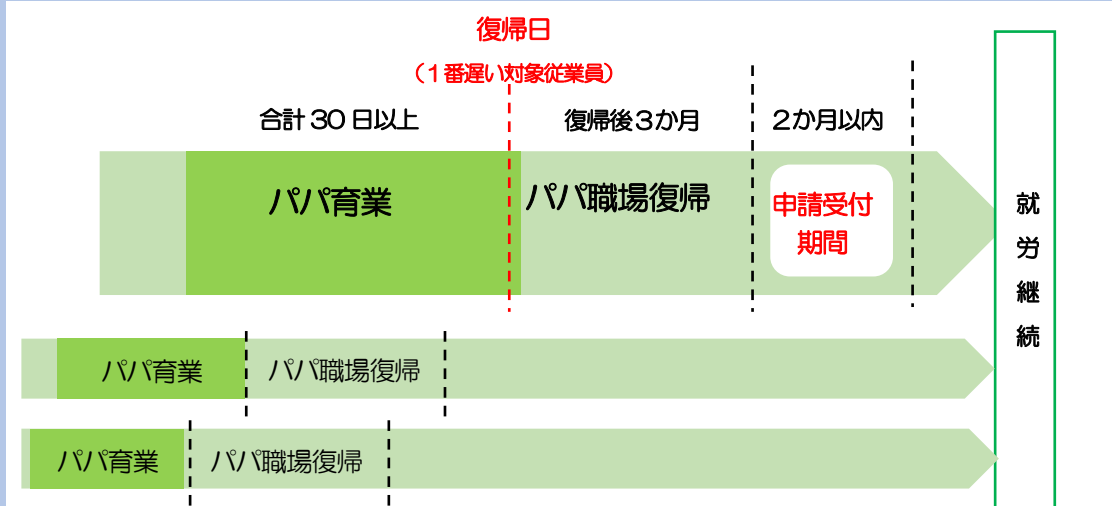 復帰日
（１番遅い対象従業員）
合計30日以上
復帰後３か月
２か月以内
パパ育業
パパ職場復帰
申請受付
期間
就労継続
パパ育業
パパ職場復帰
パパ育業
パパ職場復帰